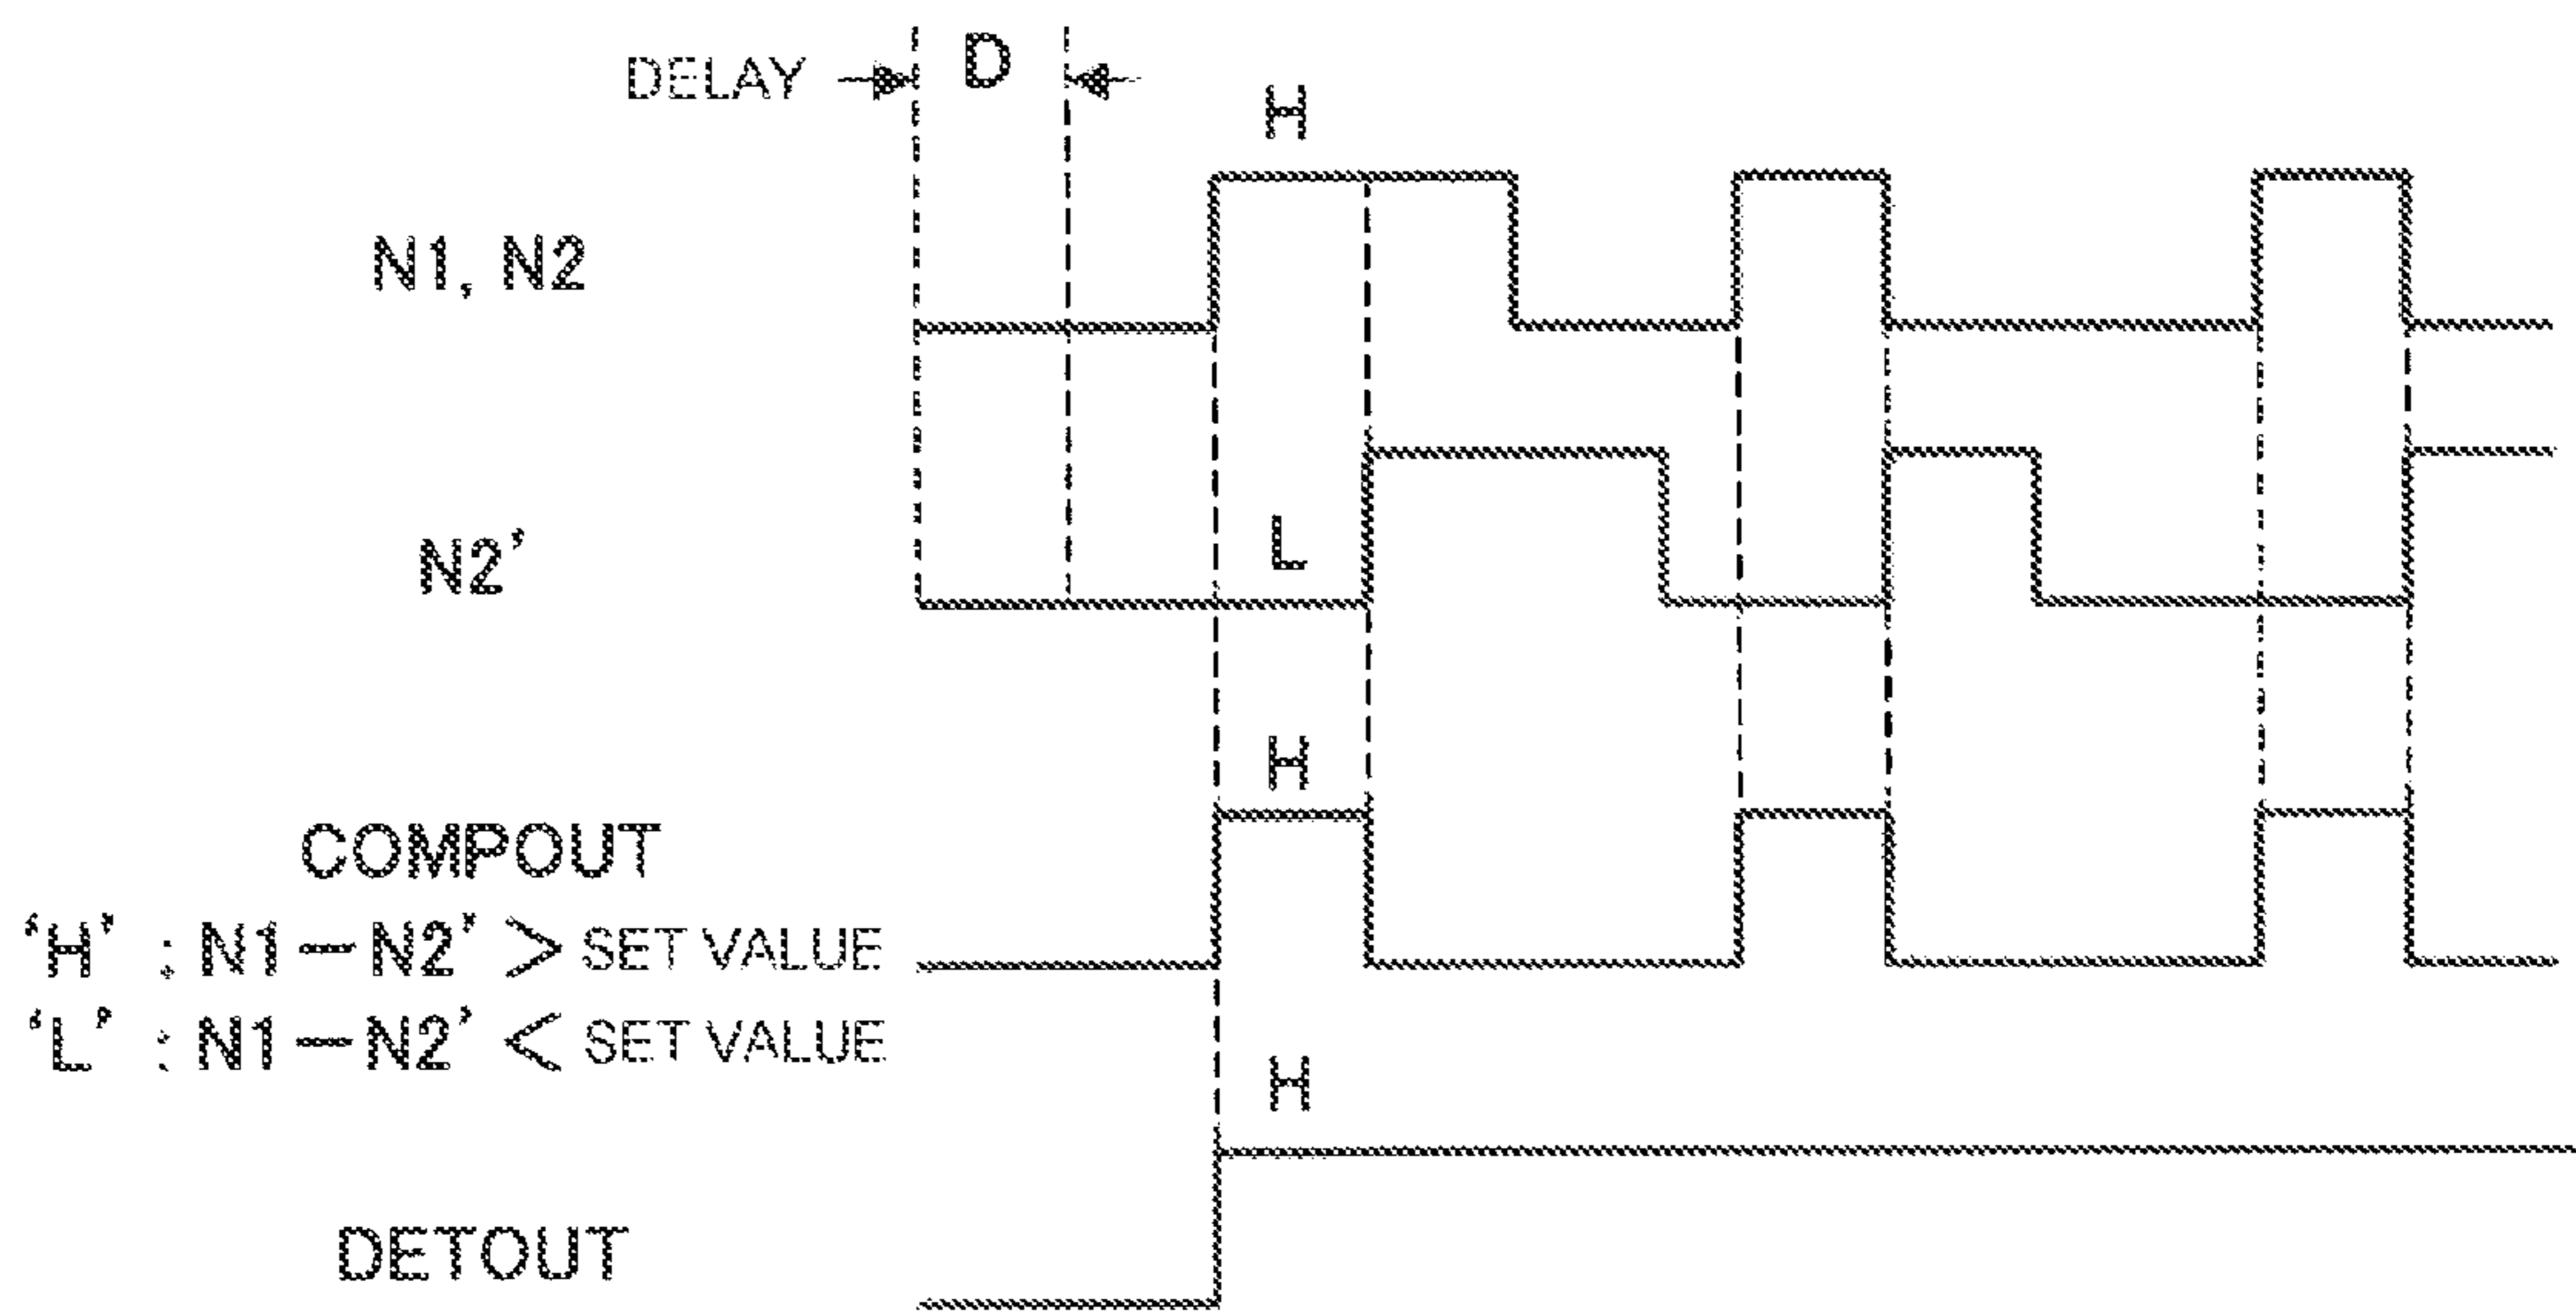 DELAY D
H
N1, N2
L
N2’
H
COMPOUT
‘H’ : N1－N2’ ＞ SET VALUE
‘L’ : N1－N2’ ＜ SET VALUE
H
DETOUT